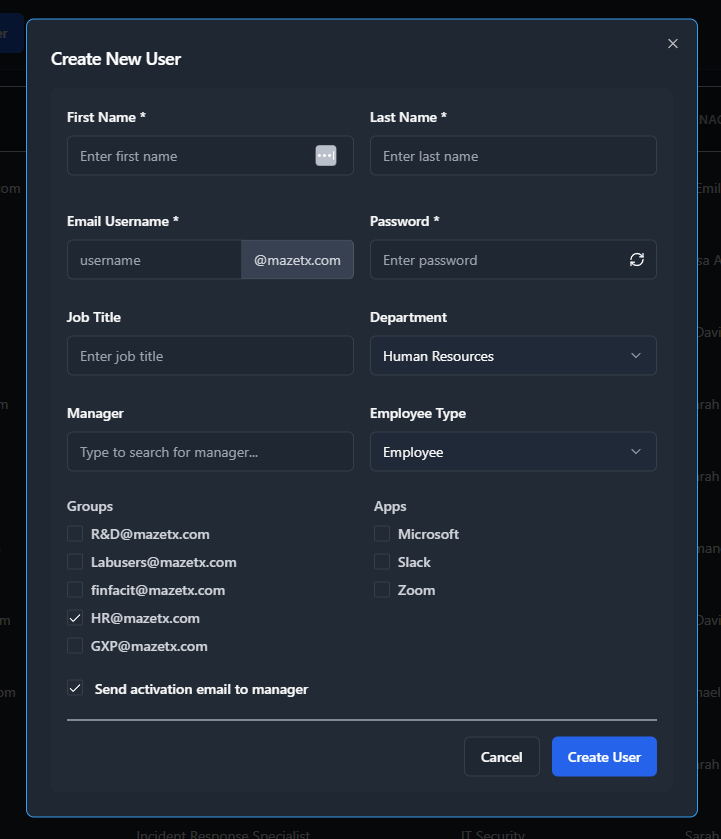 Create New User
First Name *
Last Name *
Enter first name
Enter last name
Email Username *
Password *
username
@mazetx.com
Enter password
Job Title
Department
Enter job title
Human Resources
Manager
Employee Type
Type to search for manager...
Employee
Groups
Apps
R&D@mazetx.com
Microsoft
Labusers@mazetx.com
Slack
finfacit@mazetx.com
Zoom
HR@mazetx.com
GXP@mazetx.com
Send activation email to manager
Cancel
Create User
Incident Response Specialist
IT Security
Sarah